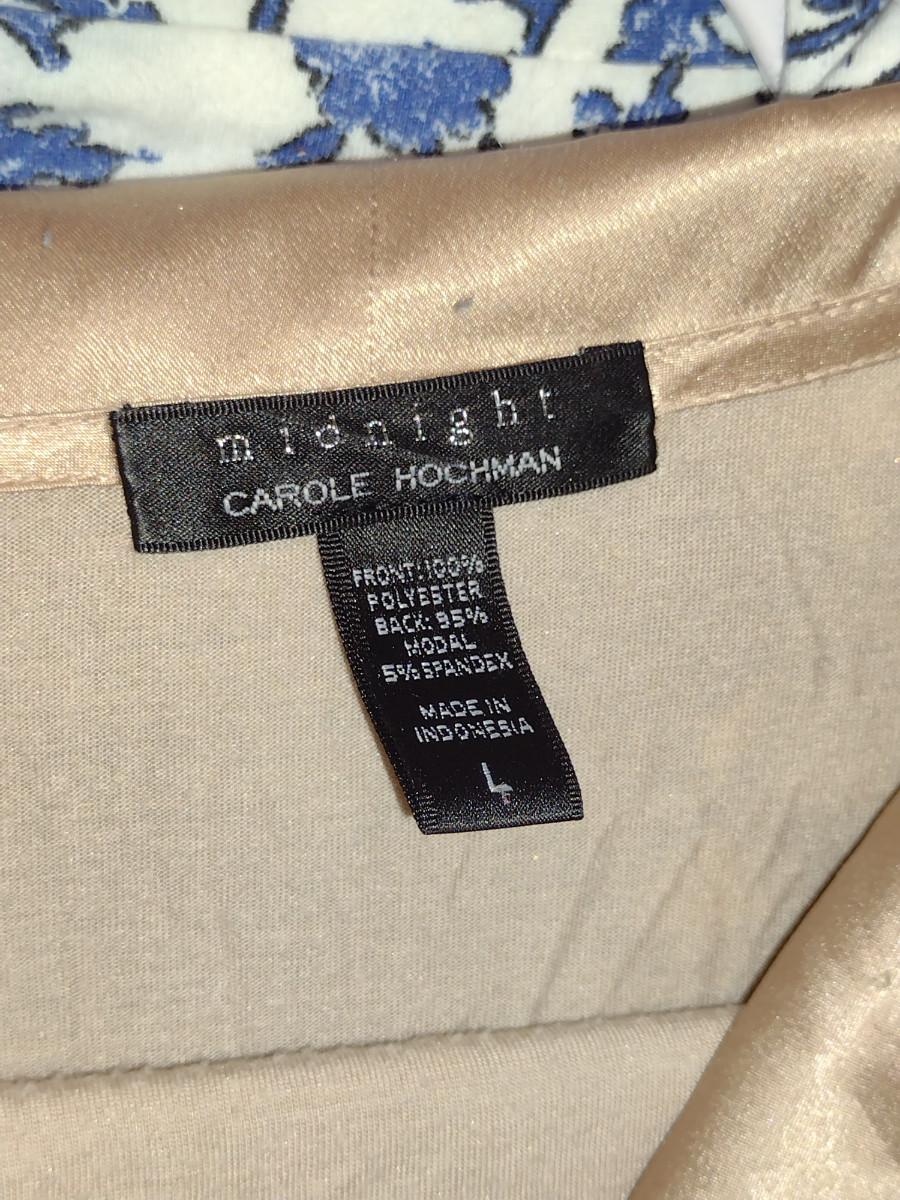 midnight
CAROLE HOCHMAN
FRONT: 100%
POLYESTER
BACK: 95%
MODAL
5% SPANDEX
MADE IN
INDONESIA
L